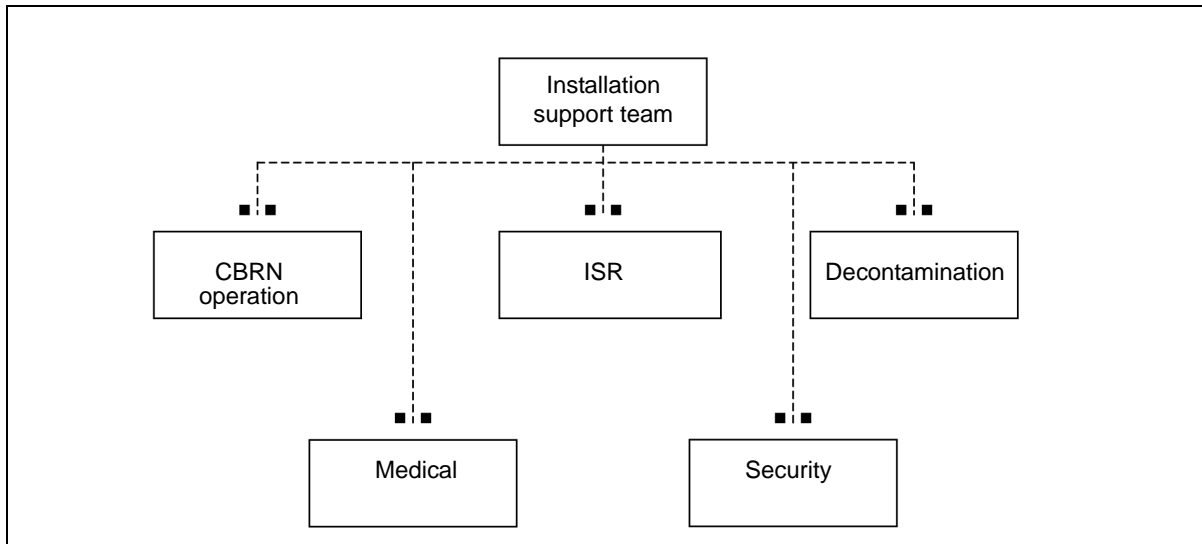 Installation
support team
CBRN
operation
ISR
Decontamination
Medical
Security